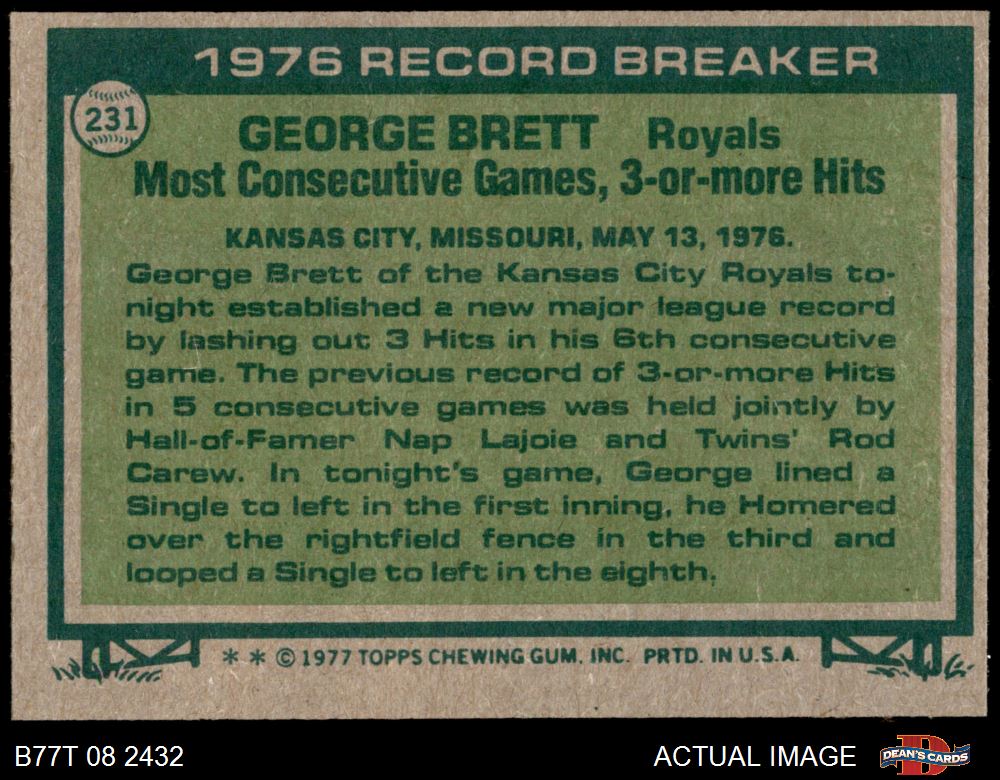 1976 RECORD BREAKER
231
GEORGE BRETT Royals
Most Consecutive Games, 3-or-more Hits
KANSAS CITY, MISSOURI, MAY 13, 1976.
George Brett of the Kansas City Royals to-
night established a new major league record
by lashing out 3 Hits in his 6th consecutive
game. The previous record of 3-or-more Hits
in 5 consecutive games was held jointly by
Hall-of-Famer Nap Lajoie and Twins' Rod
Carew. In tonight's game, George lined a
Single to left in the first inning, he Homered
over the rightfield fence in the third and
looped a Single to left in the eighth.
* * © 1977 TOPPS CHEWING GUM, INC. PRTD. IN U.S.A.
B77T 08 2432 ACTUAL IMAGE DEAN'S CARDS